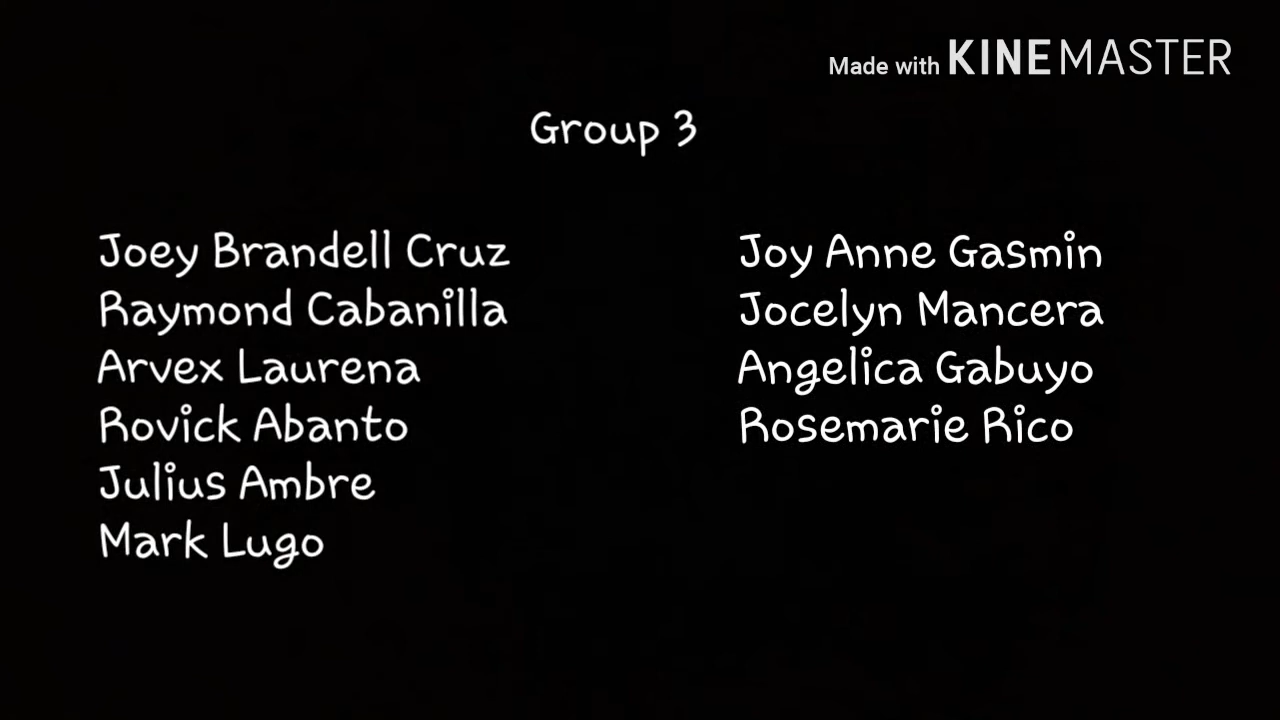 Made with KINEMASTER
Group 3
Joey Brandell Cruz
Raymond Cabanilla
Arvex Laurena
Rovick Abanto
Julius Ambre
Mark Lugo
Joy Anne Gasmin
Jocelyn Mancera
Angelica Gabuyo
Rosemarie Rico